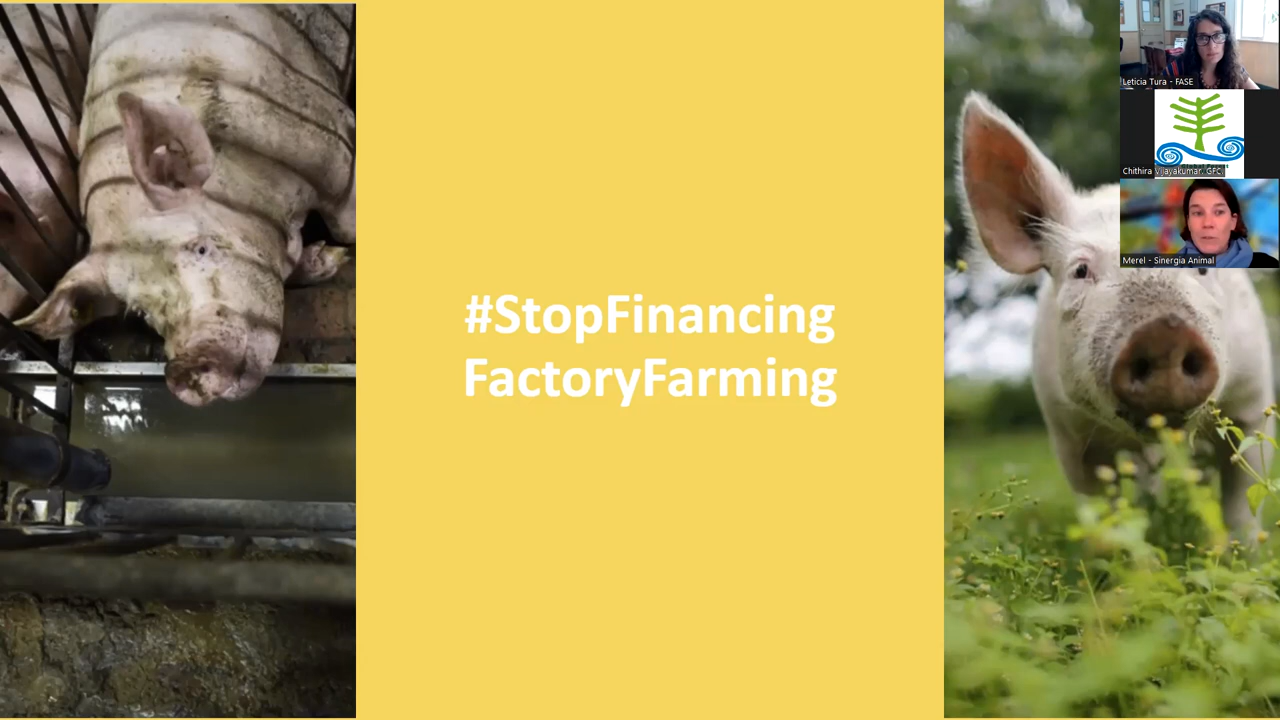 #StopFinancing
FactoryFarming
Leticia Tura - FASE
Chithira Vijayakumar, GFC
Merel - Sinergia Animal